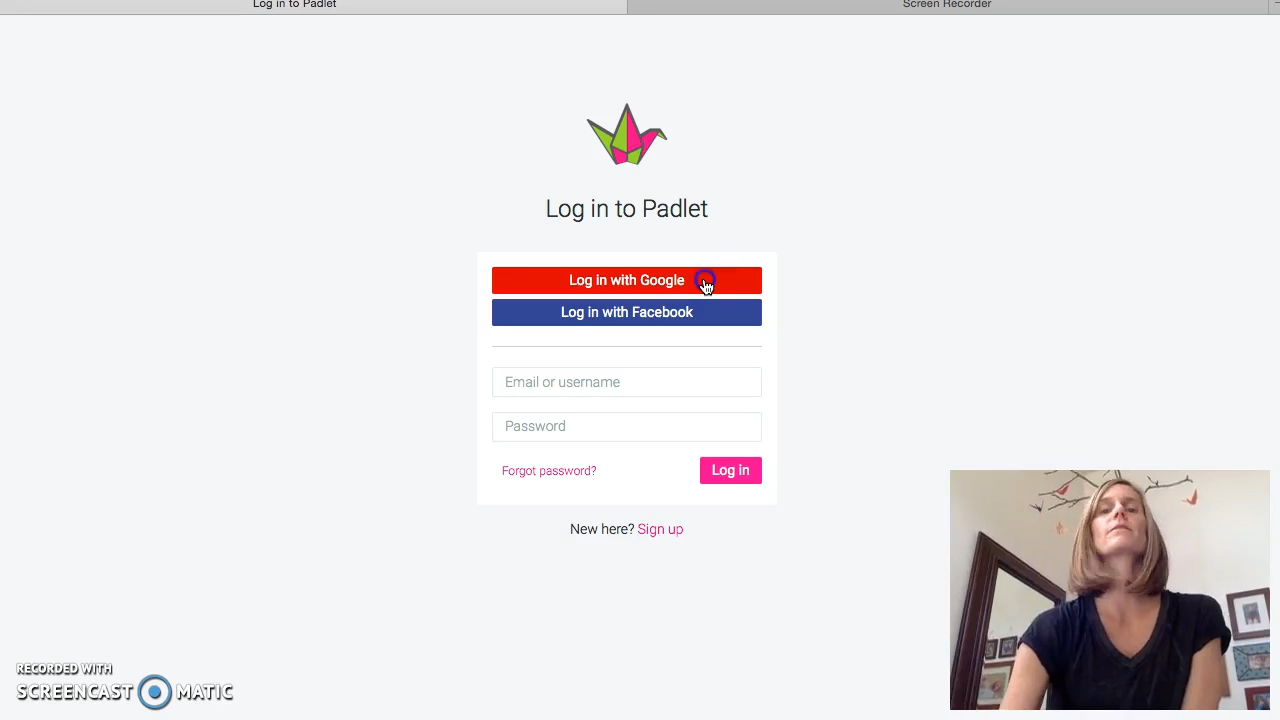 Log in to Padlet
Screen Recorder
Log in to Padlet
Log in with Google
Log in with Facebook
Email or username
Password
Forgot password?
Log in
New here? Sign up
RECORDED WITH
SCREENCAST MATIC